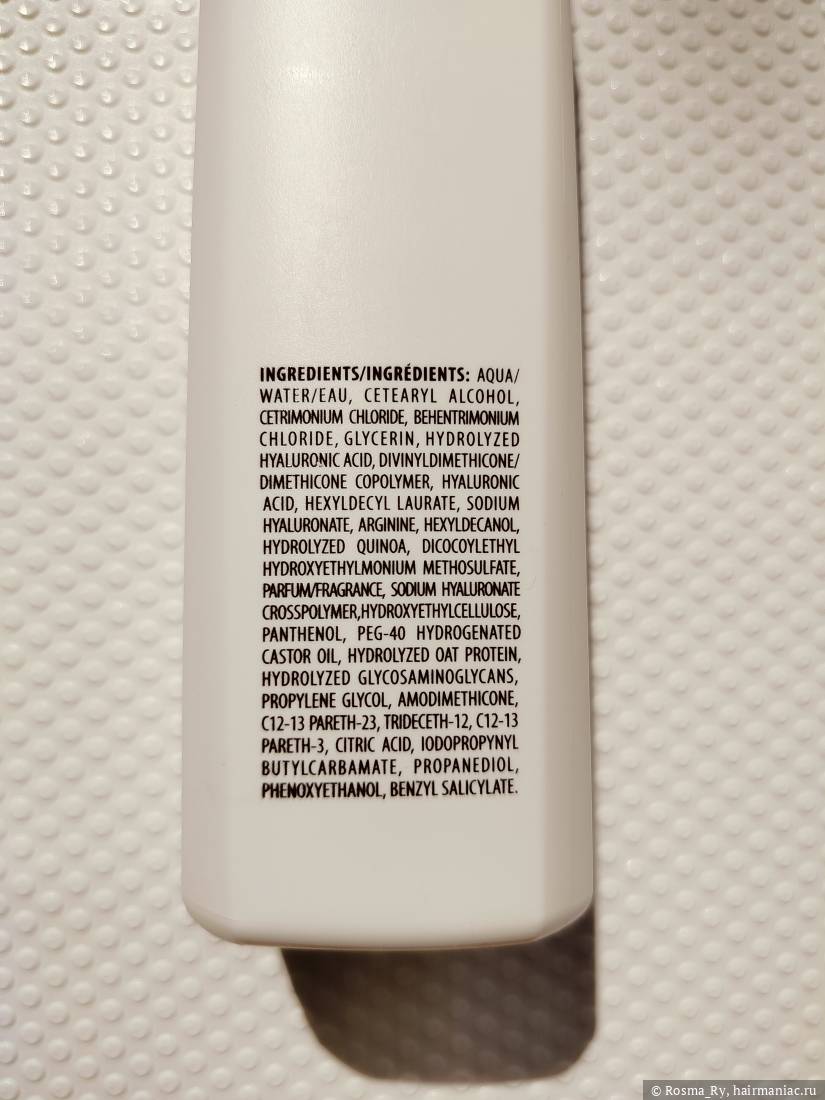 INGREDIENTS/INGRÉDIENTS: AQUA/
WATER/EAU, CETEARYL ALCOHOL,
CETRIMONIUM CHLORIDE, BEHENTRIMONIUM
CHLORIDE, GLYCERIN, HYDROLYZED
HYALURONIC ACID, DIVINYLDIMETHICONE/
DIMETHICONE COPOLYMER, HYALURONIC
ACID, HEXYLDECYL LAURATE, SODIUM
HYALURONATE, ARGININE, HEXYLDECANOL,
HYDROLYZED QUINOA, DICOCOYLETHYL
HYDROXYETHYLMONIUM METHOSULFATE,
PARFUM/FRAGRANCE, SODIUM HYALURONATE
CROSSPOLYMER,HYDROXYETHYLCELLULOSE,
PANTHENOL, PEG-40 HYDROGENATED
CASTOR OIL, HYDROLYZED OAT PROTEIN,
HYDROLYZED GLYCOSAMINOGLYCANS,
PROPYLENE GLYCOL, AMODIMETHICONE,
C12-13 PARETH-23, TRIDECETH-12, C12-13
PARETH-3, CITRIC ACID, IODOPROPYNYL
BUTYLCARBAMATE, PROPANEDIOL,
PHENOXYETHANOL, BENZYL SALICYLATE.
© Rosma_Ry, hairmaniac.ru